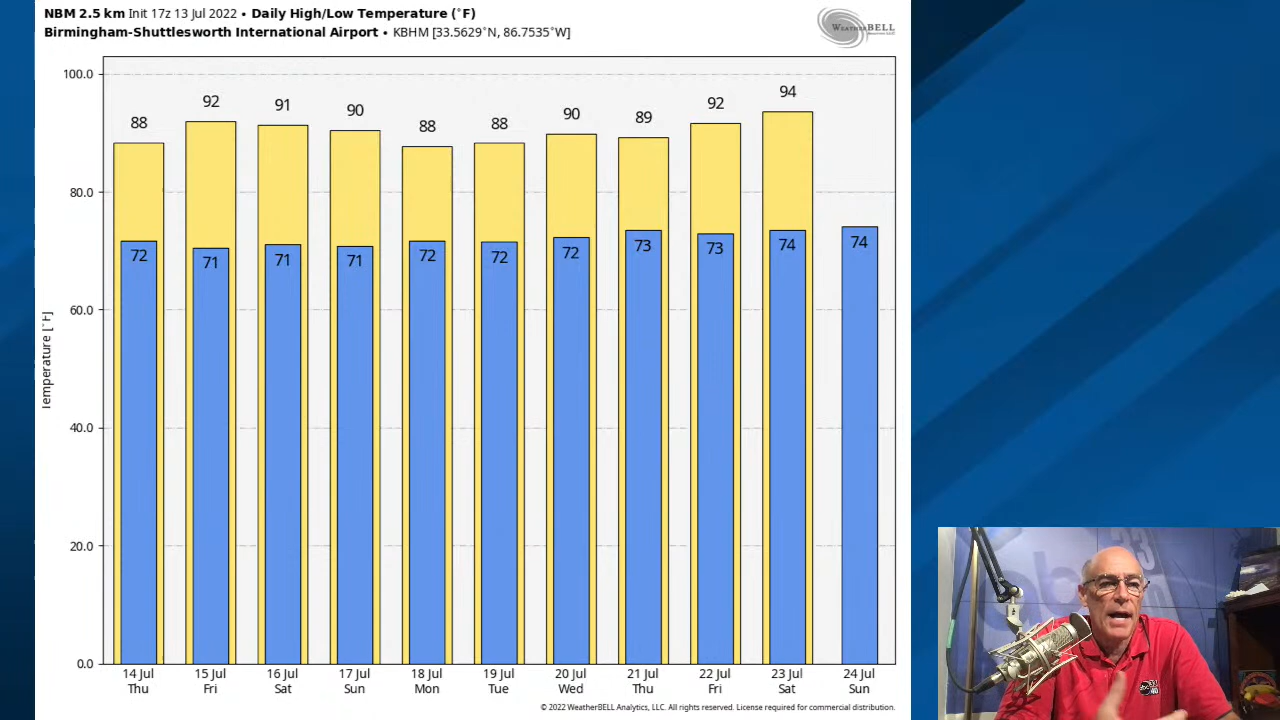 NBM 2.5 km Init 17z 13 Jul 2022 • Daily High/Low Temperature (°F)
Birmingham-Shuttlesworth International Airport • KBHM [33.5629°N, 86.7535°W]
WEATHERBELL
100.0
80.0
60.0
40.0
20.0
0.0
Temperature [°F]
88 92 91 90 88 88 90 89 92 94
72 71 71 71 72 72 72 73 73 74 74
14 Jul 15 Jul 16 Jul 17 Jul 18 Jul 19 Jul 20 Jul 21 Jul 22 Jul 23 Jul 24 Jul
Thu Fri Sat Sun Mon Tue Wed Thu Fri Sat Sun
© 2022 WeatherBELL Analytics, LLC. All rights reserved. License required for commercial distribution.
abc
33
40